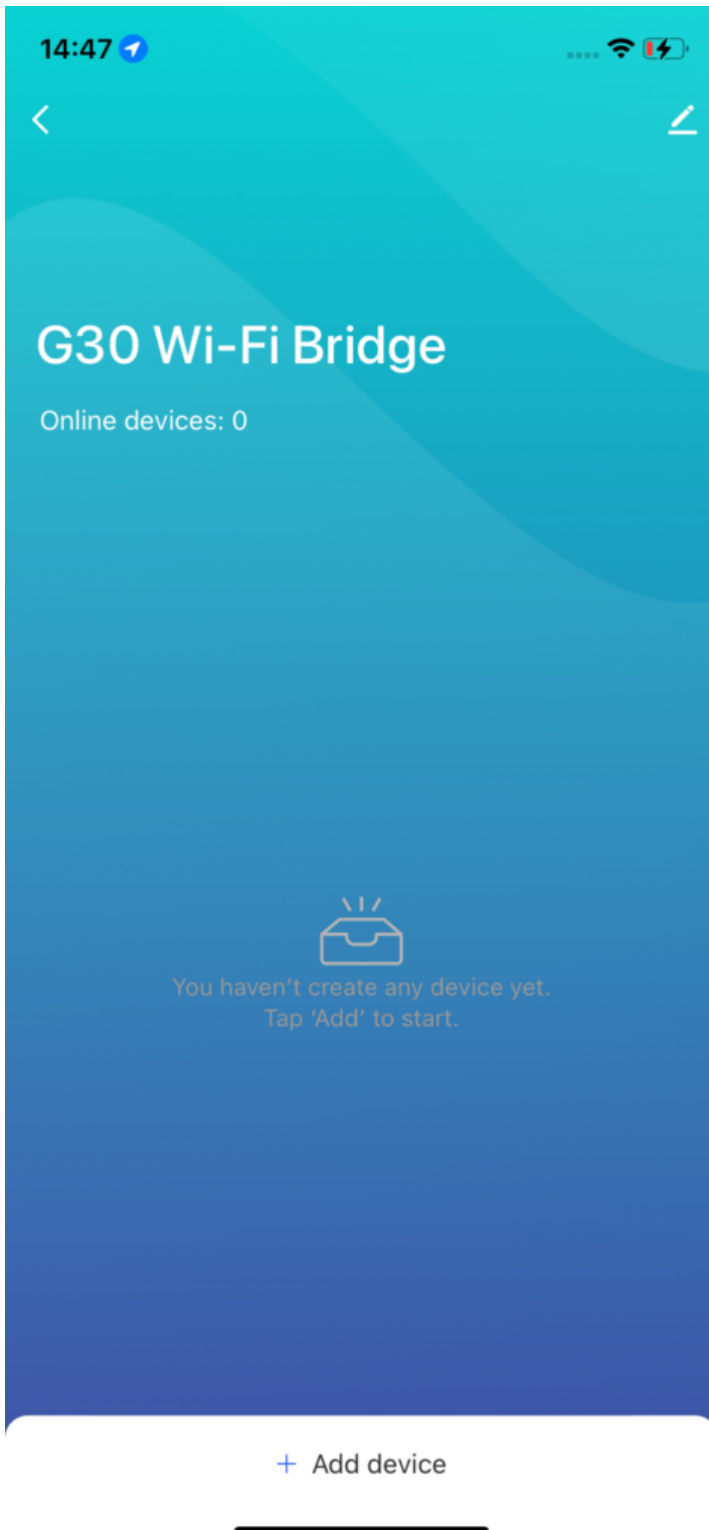 14:47
G30 Wi-Fi Bridge
Online devices: 0
You haven't create any device yet.
Tap ‘Add’ to start.
+ Add device